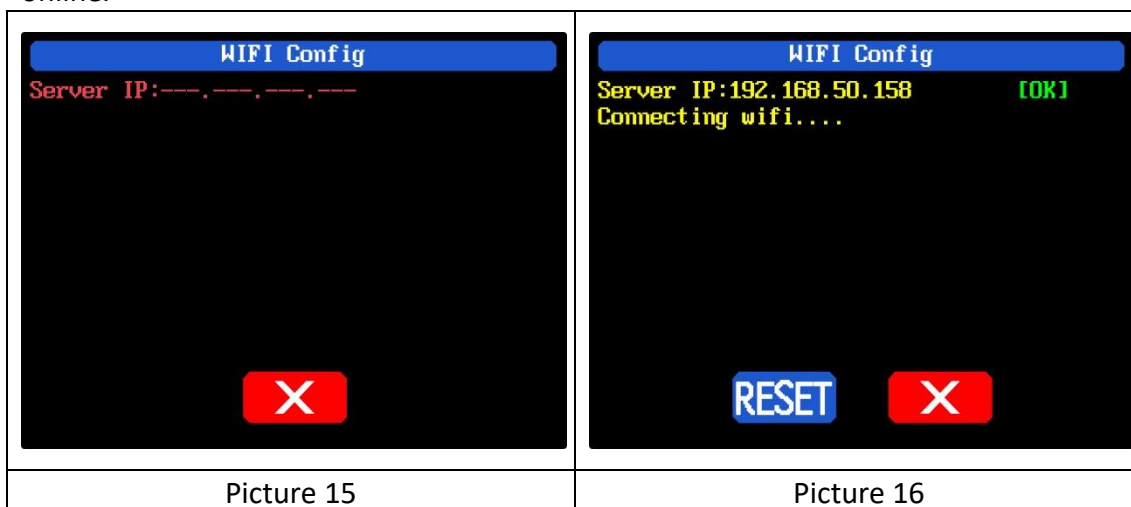 online.
WIFI Config
Server IP:---.---.---.---
X
WIFI Config
Server IP:192.168.50.158 [OK]
Connecting wifi....
RESET X
Picture 15
Picture 16